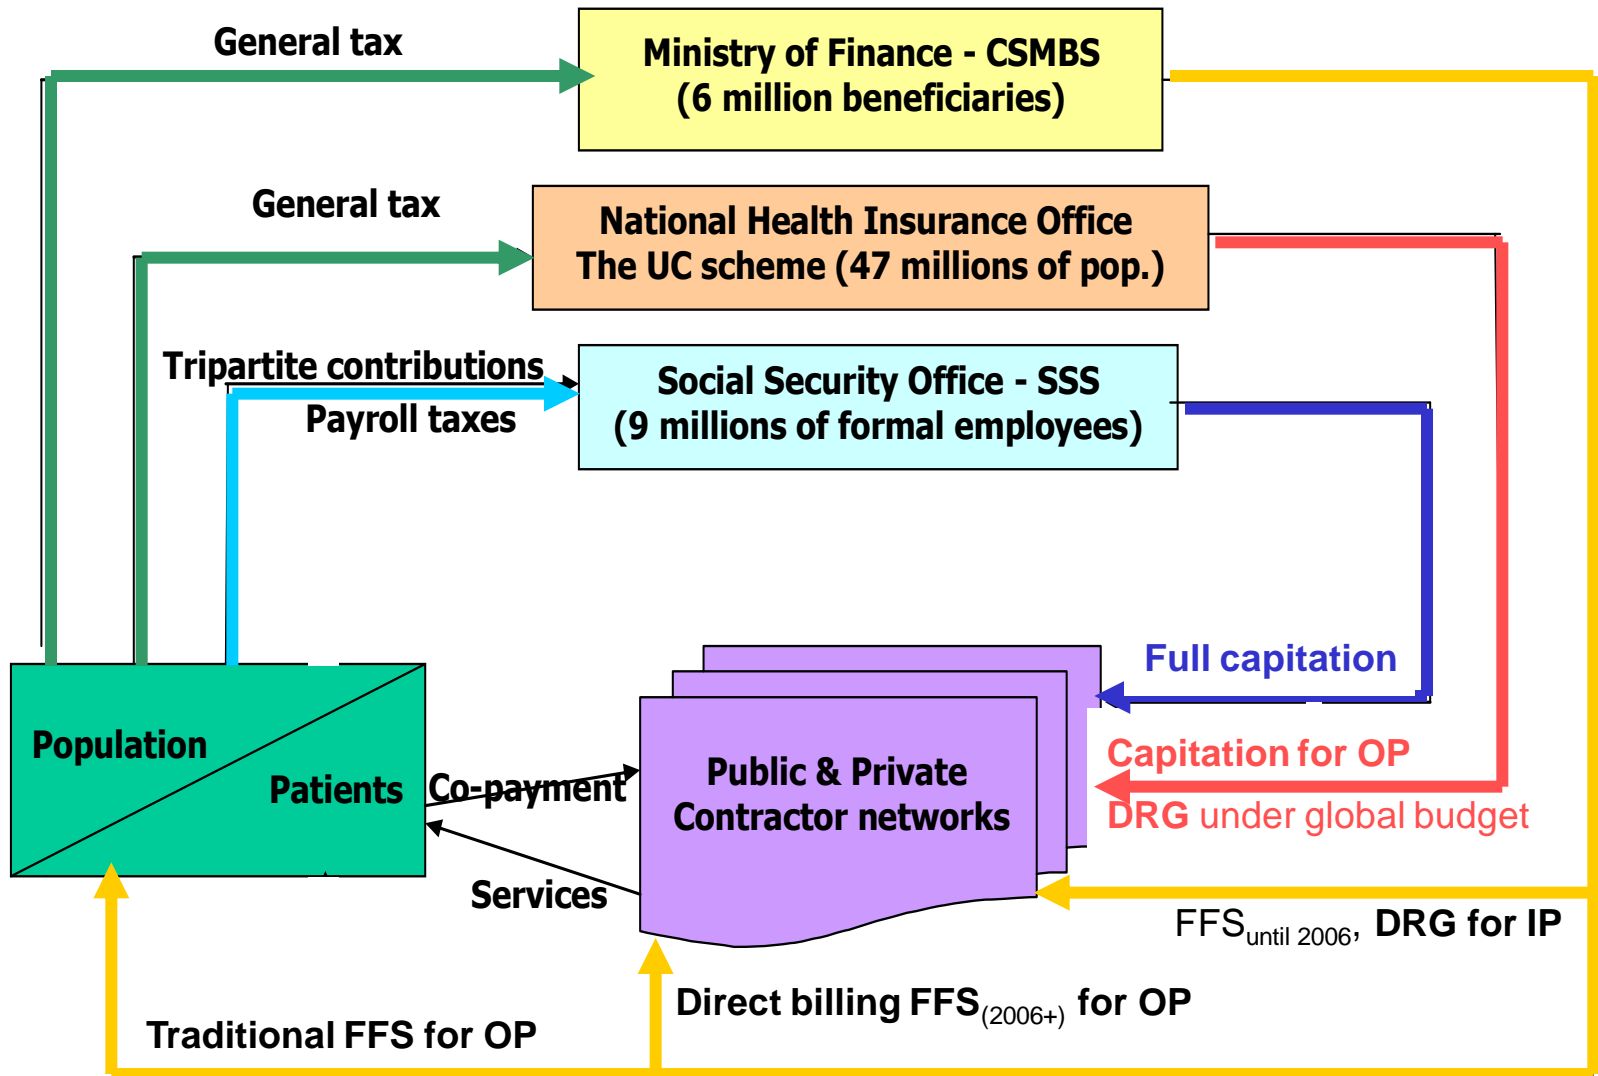 General tax
Ministry of Finance - CSMBS
(6 million beneficiaries)
General tax
National Health Insurance Office
The UC scheme (47 millions of pop.)
Tripartite contributions
Payroll taxes
Social Security Office - SSS
(9 millions of formal employees)
Full capitation
Population
Patients
Co-payment
Public & Private
Contractor networks
Capitation for OP
DRG under global budget
Services
FFS until 2006, DRG for IP
Direct billing FFS (2006+) for OP
Traditional FFS for OP